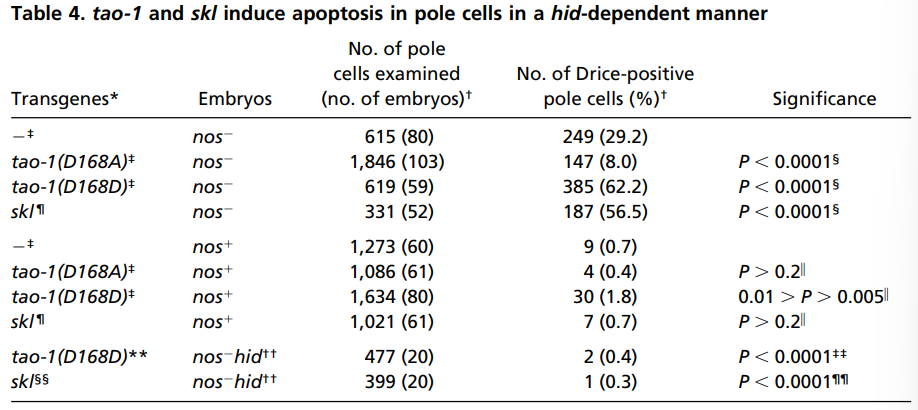 Table 4. tao-1 and skl induce apoptosis in pole cells in a hid-dependent manner
No. of pole
cells examined No. of Drice-positive
Transgenes* Embryos (no. of embryos)† pole cells (%)† Significance
–‡ nos⁻ 615 (80) 249 (29.2)
tao-1(D168A)‡ nos⁻ 1,846 (103) 147 (8.0) P < 0.0001§
tao-1(D168D)‡ nos⁻ 619 (59) 385 (62.2) P < 0.0001§
skl¶ nos⁻ 331 (52) 187 (56.5) P < 0.0001§
–‡ nos⁺ 1,273 (60) 9 (0.7)
tao-1(D168A)‡ nos⁺ 1,086 (61) 4 (0.4) P > 0.2‖
tao-1(D168D)‡ nos⁺ 1,634 (80) 30 (1.8) 0.01 > P > 0.005‖
skl¶ nos⁺ 1,021 (61) 7 (0.7) P > 0.2‖
tao-1(D168D)** nos⁻hid†† 477 (20) 2 (0.4) P < 0.0001‡‡
skl§§ nos⁻hid†† 399 (20) 1 (0.3) P < 0.0001¶¶